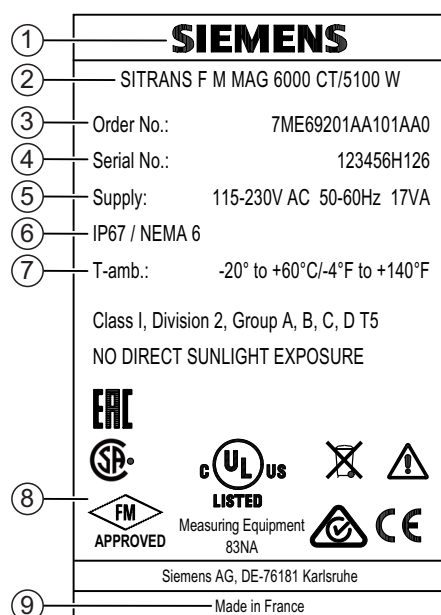 ① SIEMENS
② SITRANS F M MAG 6000 CT/5100 W
③ Order No.: 7ME69201AA101AA0
④ Serial No.: 123456H126
⑤ Supply: 115-230V AC 50-60Hz 17VA
⑥ IP67 / NEMA 6
⑦ T-amb.: -20° to +60°C/-4°F to +140°F
Class I, Division 2, Group A, B, C, D T5
NO DIRECT SUNLIGHT EXPOSURE
EAC
SA
C UL US
LISTED
⑧ FM
APPROVED
Measuring Equipment
83NA
CE
Siemens AG, DE-76181 Karlsruhe
⑨ Made in France